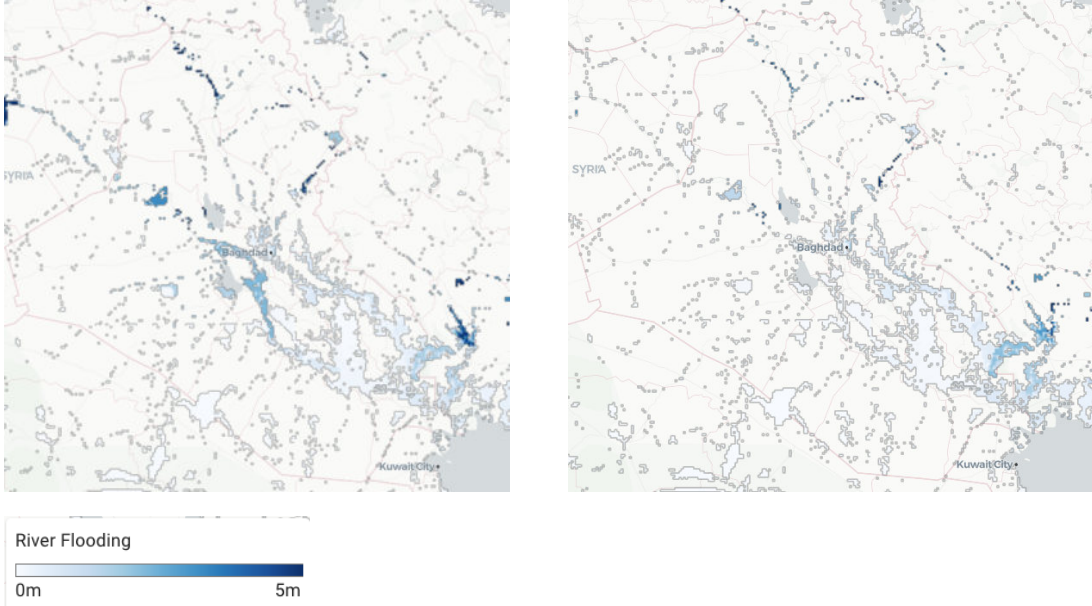 SYRIA
Baghdad
Kuwait City
SYRIA
Baghdad
Kuwait City
River Flooding
0m 5m